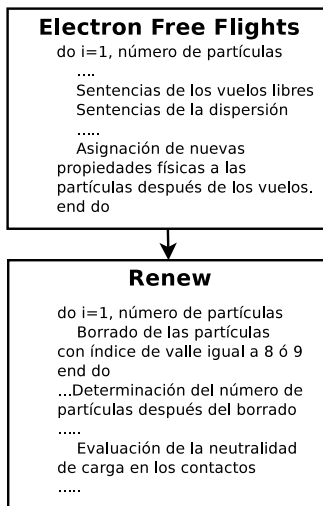 Electron Free Flights
do i=1, número de partículas
....
Sentencias de los vuelos libres
Sentencias de la dispersión
.....
Asignación de nuevas
propiedades físicas a las
partículas después de los vuelos.
end do
Renew
do i=1, número de partículas
Borrado de las partículas
con índice de valle igual a 8 ó 9
end do
...Determinación del número de
partículas después del borrado
.....
Evaluación de la neutralidad
de carga en los contactos
.....